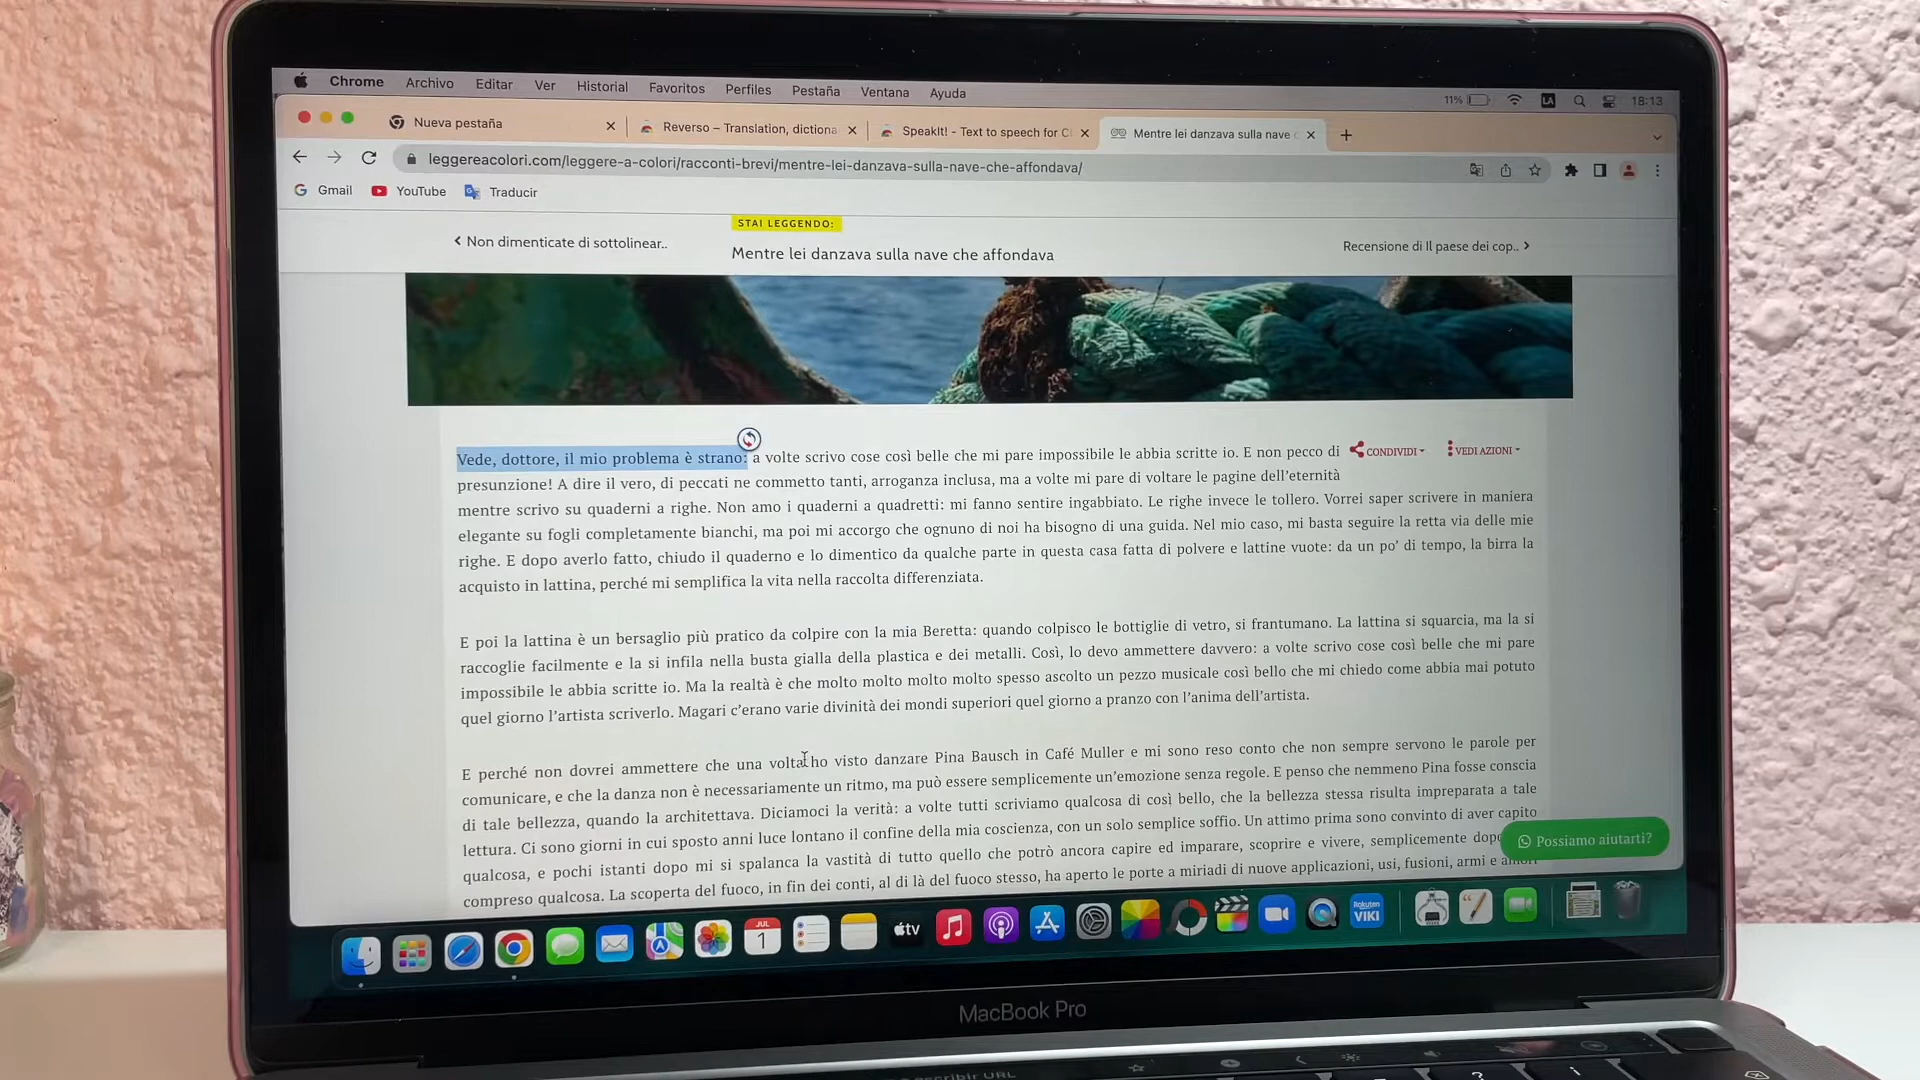 Chrome Archivo Editar Ver Historial Favoritos Perfiles Pestaña Ventana Ayuda 11% LA 18:13
Nueva pestaña Reverso – Translation, dictiona SpeakIt! - Text to speech for C Mentre lei danzava sulla nave
leggereacolori.com/leggere-a-colori/racconti-brevi/mentre-lei-danzava-sulla-nave-che-affondava/
Gmail YouTube Traducir
STAI LEGGENDO:
Non dimenticate di sottolinear..
Mentre lei danzava sulla nave che affondava
Recensione di Il paese dei cop..
Vede, dottore, il mio problema è strano: a volte scrivo cose così belle che mi pare impossibile le abbia scritte io. E non pecco di
CONDIVIDI VEDI AZIONI
presunzione! A dire il vero, di peccati ne commetto tanti, arroganza inclusa, ma a volte mi pare di voltare le pagine dell'eternità
mentre scrivo su quaderni a righe. Non amo i quaderni a quadretti: mi fanno sentire ingabbiato. Le righe invece le tollero. Vorrei saper scrivere in maniera
elegante su fogli completamente bianchi, ma poi mi accorgo che ognuno di noi ha bisogno di una guida. Nel mio caso, mi basta seguire la retta via delle mie
righe. E dopo averlo fatto, chiudo il quaderno e lo dimentico da qualche parte in questa casa fatta di polvere e lattine vuote: da un po' di tempo, la birra la
acquisto in lattina, perché mi semplifica la vita nella raccolta differenziata.
E poi la lattina è un bersaglio più pratico da colpire con la mia Beretta: quando colpisco le bottiglie di vetro, si frantumano. La lattina si squarcia, ma la si
raccoglie facilmente e la si infila nella busta gialla della plastica e dei metalli. Così, lo devo ammettere davvero: a volte scrivo cose così belle che mi pare
impossibile le abbia scritte io. Ma la realtà è che molto molto molto molto spesso ascolto un pezzo musicale così bello che mi chiedo come abbia mai potuto
quel giorno l'artista scriverlo. Magari c'erano varie divinità dei mondi superiori quel giorno a pranzo con l'anima dell'artista.
E perché non dovrei ammettere che una volta ho visto danzare Pina Bausch in Café Muller e mi sono reso conto che non sempre servono le parole per
comunicare, e che la danza non è necessariamente un ritmo, ma può essere semplicemente un'emozione senza regole. E penso che nemmeno Pina fosse conscia
di tale bellezza, quando la architettava. Diciamoci la verità: a volte tutti scriviamo qualcosa di così bello, che la bellezza stessa risulta impreparata a tale
lettura. Ci sono giorni in cui sposto anni luce lontano il confine della mia coscienza, con un solo semplice soffio. Un attimo prima sono convinto di aver capito
qualcosa, e pochi istanti dopo mi si spalanca la vastità di tutto quello che potrò ancora capire ed imparare, scoprire e vivere, semplicemente
compreso qualcosa. La scoperta del fuoco, in fin dei conti, al di là del fuoco stesso, ha aperto le porte a miriadi di nuove applicazioni, usi, fusioni, armi e
Possiamo aiutarti?
JUL
1
tv
Rakuten
VIKI
MacBook Pro
URL